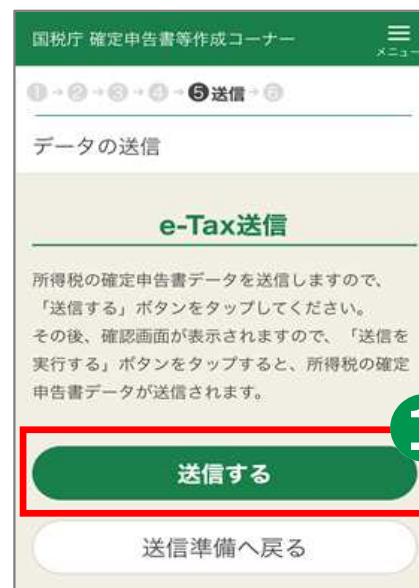 国税庁 確定申告書等作成コーナー
メニュー
❶→❷→❸→❹→❺送信→❻
データの送信
e-Tax送信
所得税の確定申告書データを送信しますので、
「送信する」ボタンをタップしてください。
その後、確認画面が表示されますので、「送信を
実行する」ボタンをタップすると、所得税の確定
申告書データが送信されます。
送信する
送信準備へ戻る